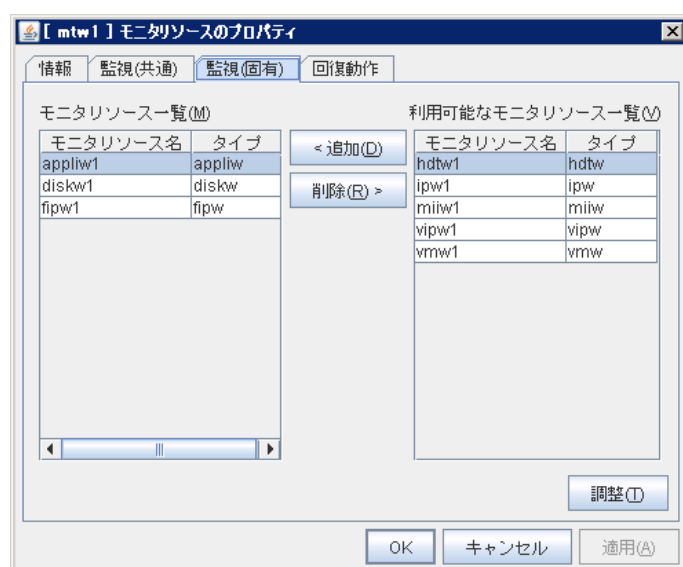 [ mtw1 ] モニタリソースのプロパティ
情報 監視(共通) 監視(固有) 回復動作
モニタリソース一覧(M) 利用可能なモニタリソース一覧(V)
モニタリソース名 タイプ <追加(D) モニタリソース名 タイプ
appliw1 appliw hdtw1 hdtw
diskw1 diskw 削除(R) > ipw1 ipw
fipw1 fipw miiw1 miiw
vipw1 vipw
vmw1 vmw
調整(T)
OK キャンセル 適用(A)